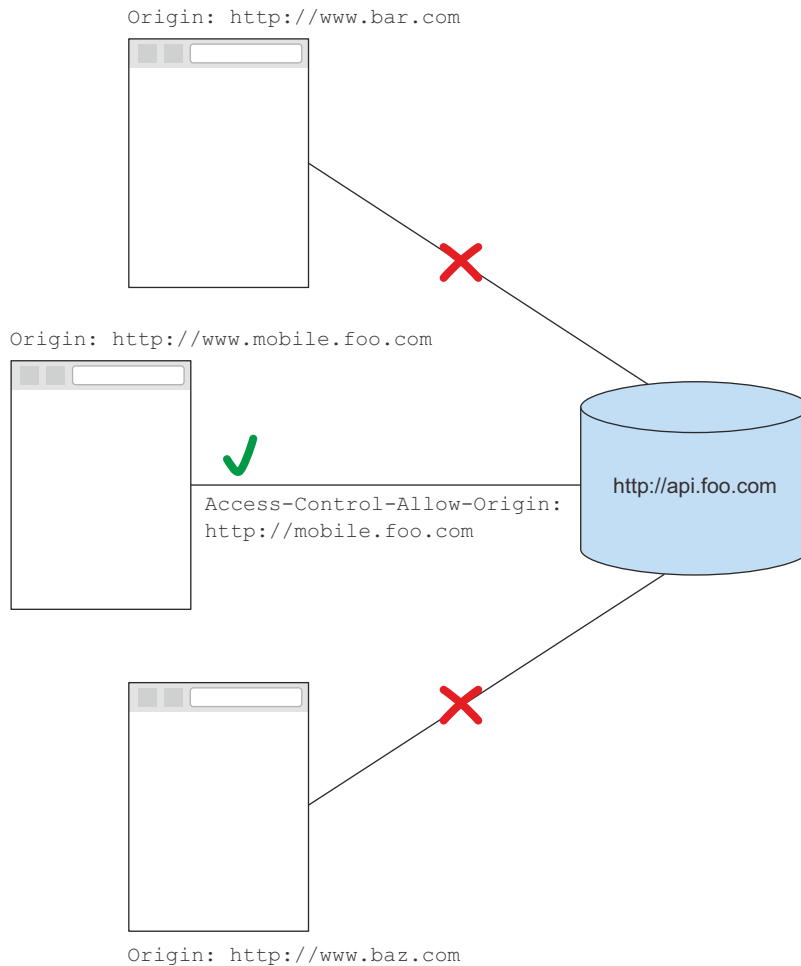 Origin: http://www.bar.com
Origin: http://www.mobile.foo.com
Access-Control-Allow-Origin:
http://mobile.foo.com
http://api.foo.com
Origin: http://www.baz.com